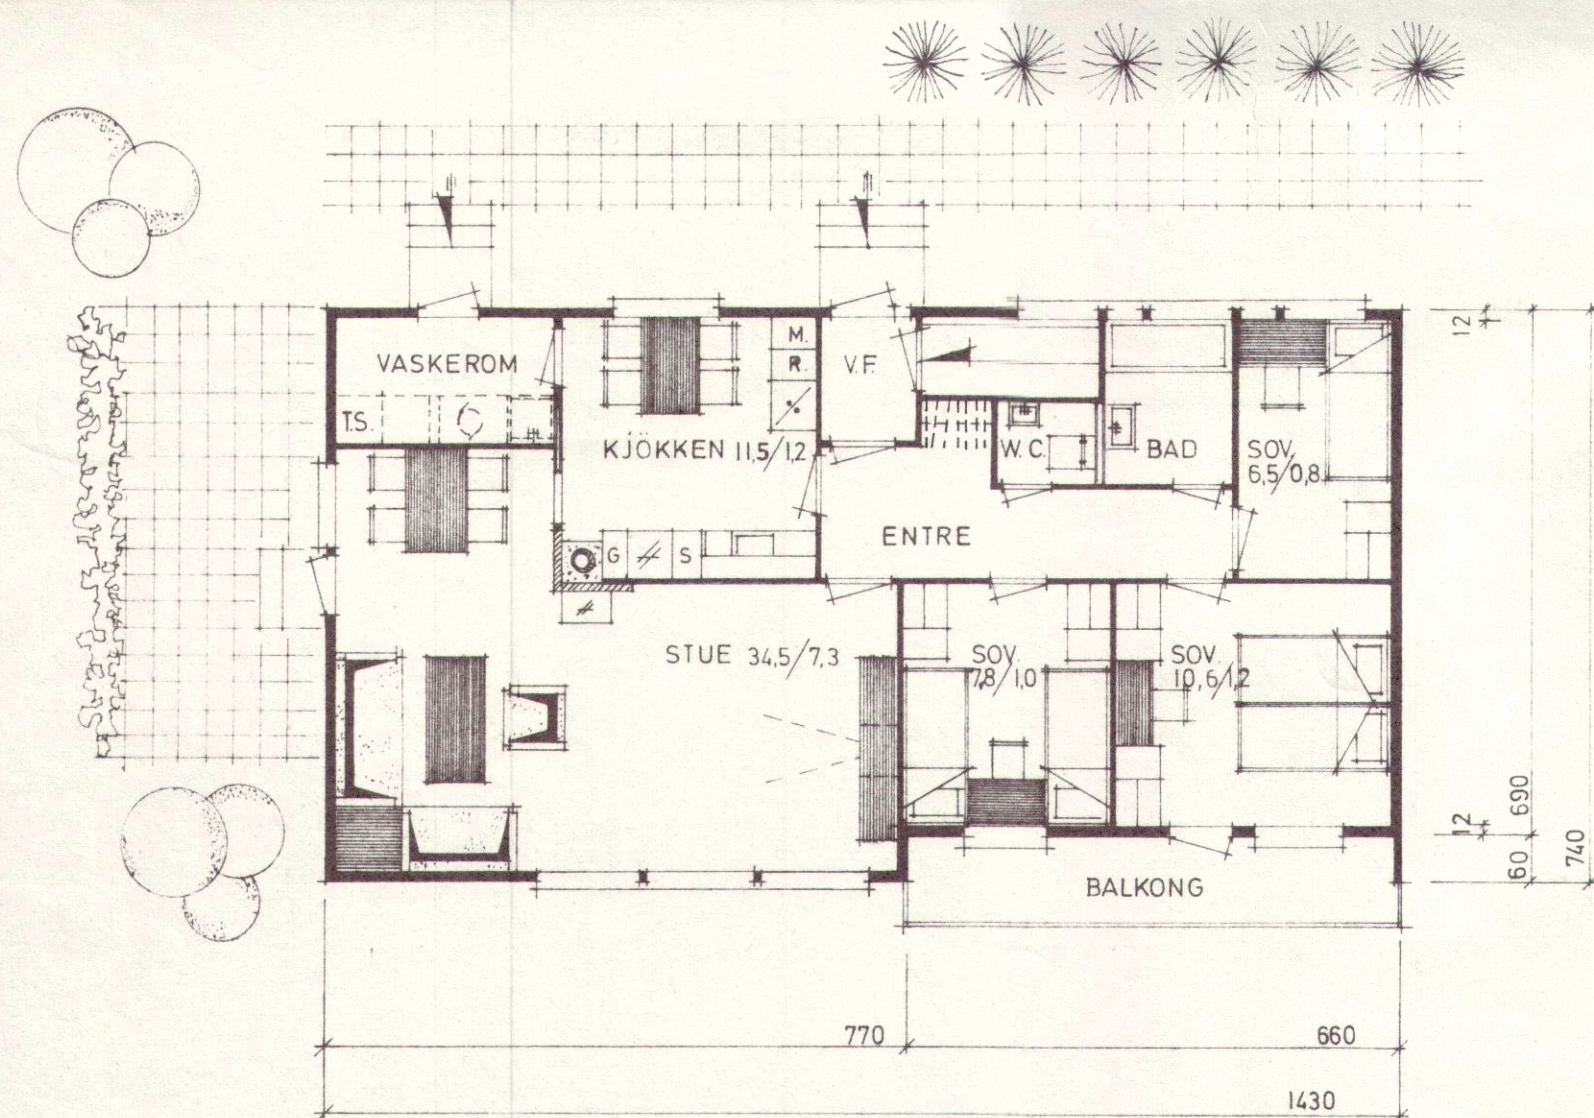 VASKEROM
T.S.
M.
R.
V.F.
KJÖKKEN 11,5/1,2
W.C.
BAD
SOV.
6,5/0,8
ENTRE
G
S
STUE 34,5/7,3
SOV.
7,8/1,0
SOV.
10,6/1,2
BALKONG
12
12
690
60
740
770
660
1430